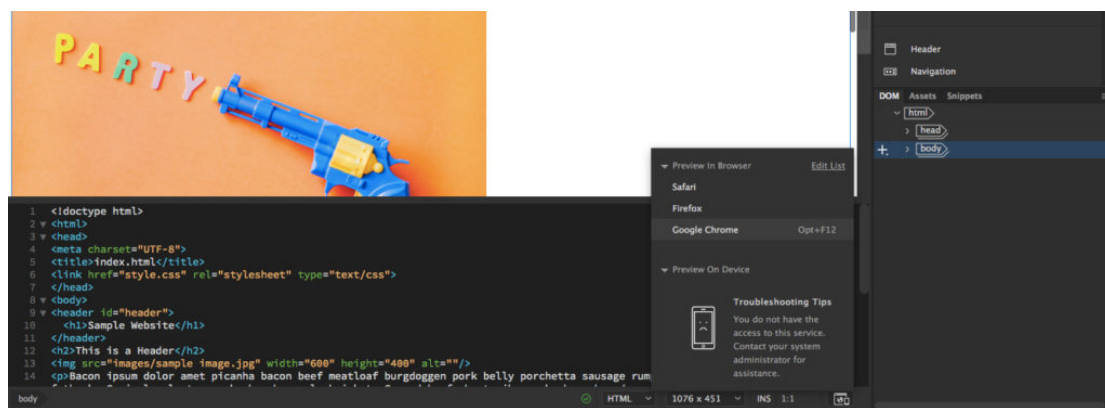 PARTY
Header
Navigation
DOM Assets Snippets
html
head
body
Preview In Browser Edit List
Safari
Firefox
Google Chrome Opt+F12
Preview On Device
Troubleshooting Tips
You do not have the
access to this service.
Contact your system
administrator for
assistance.
1 <!doctype html>
2 <html>
3 <head>
4 <meta charset="UTF-8">
5 <title>index.html</title>
6 <link href="style.css" rel="stylesheet" type="text/css">
7 </head>
8 <body>
9 <header id="header">
10 <h1>Sample Website</h1>
11 </header>
12 <h2>This is a Header</h2>
13 <img src="images/sample image.jpg" width="600" height="400" alt=""/>
14 <p>Bacon ipsum dolor amet picanha bacon beef meatloaf burgdoggen pork belly porchetta sausage rum
body HTML 1076 x 451 INS 1:1